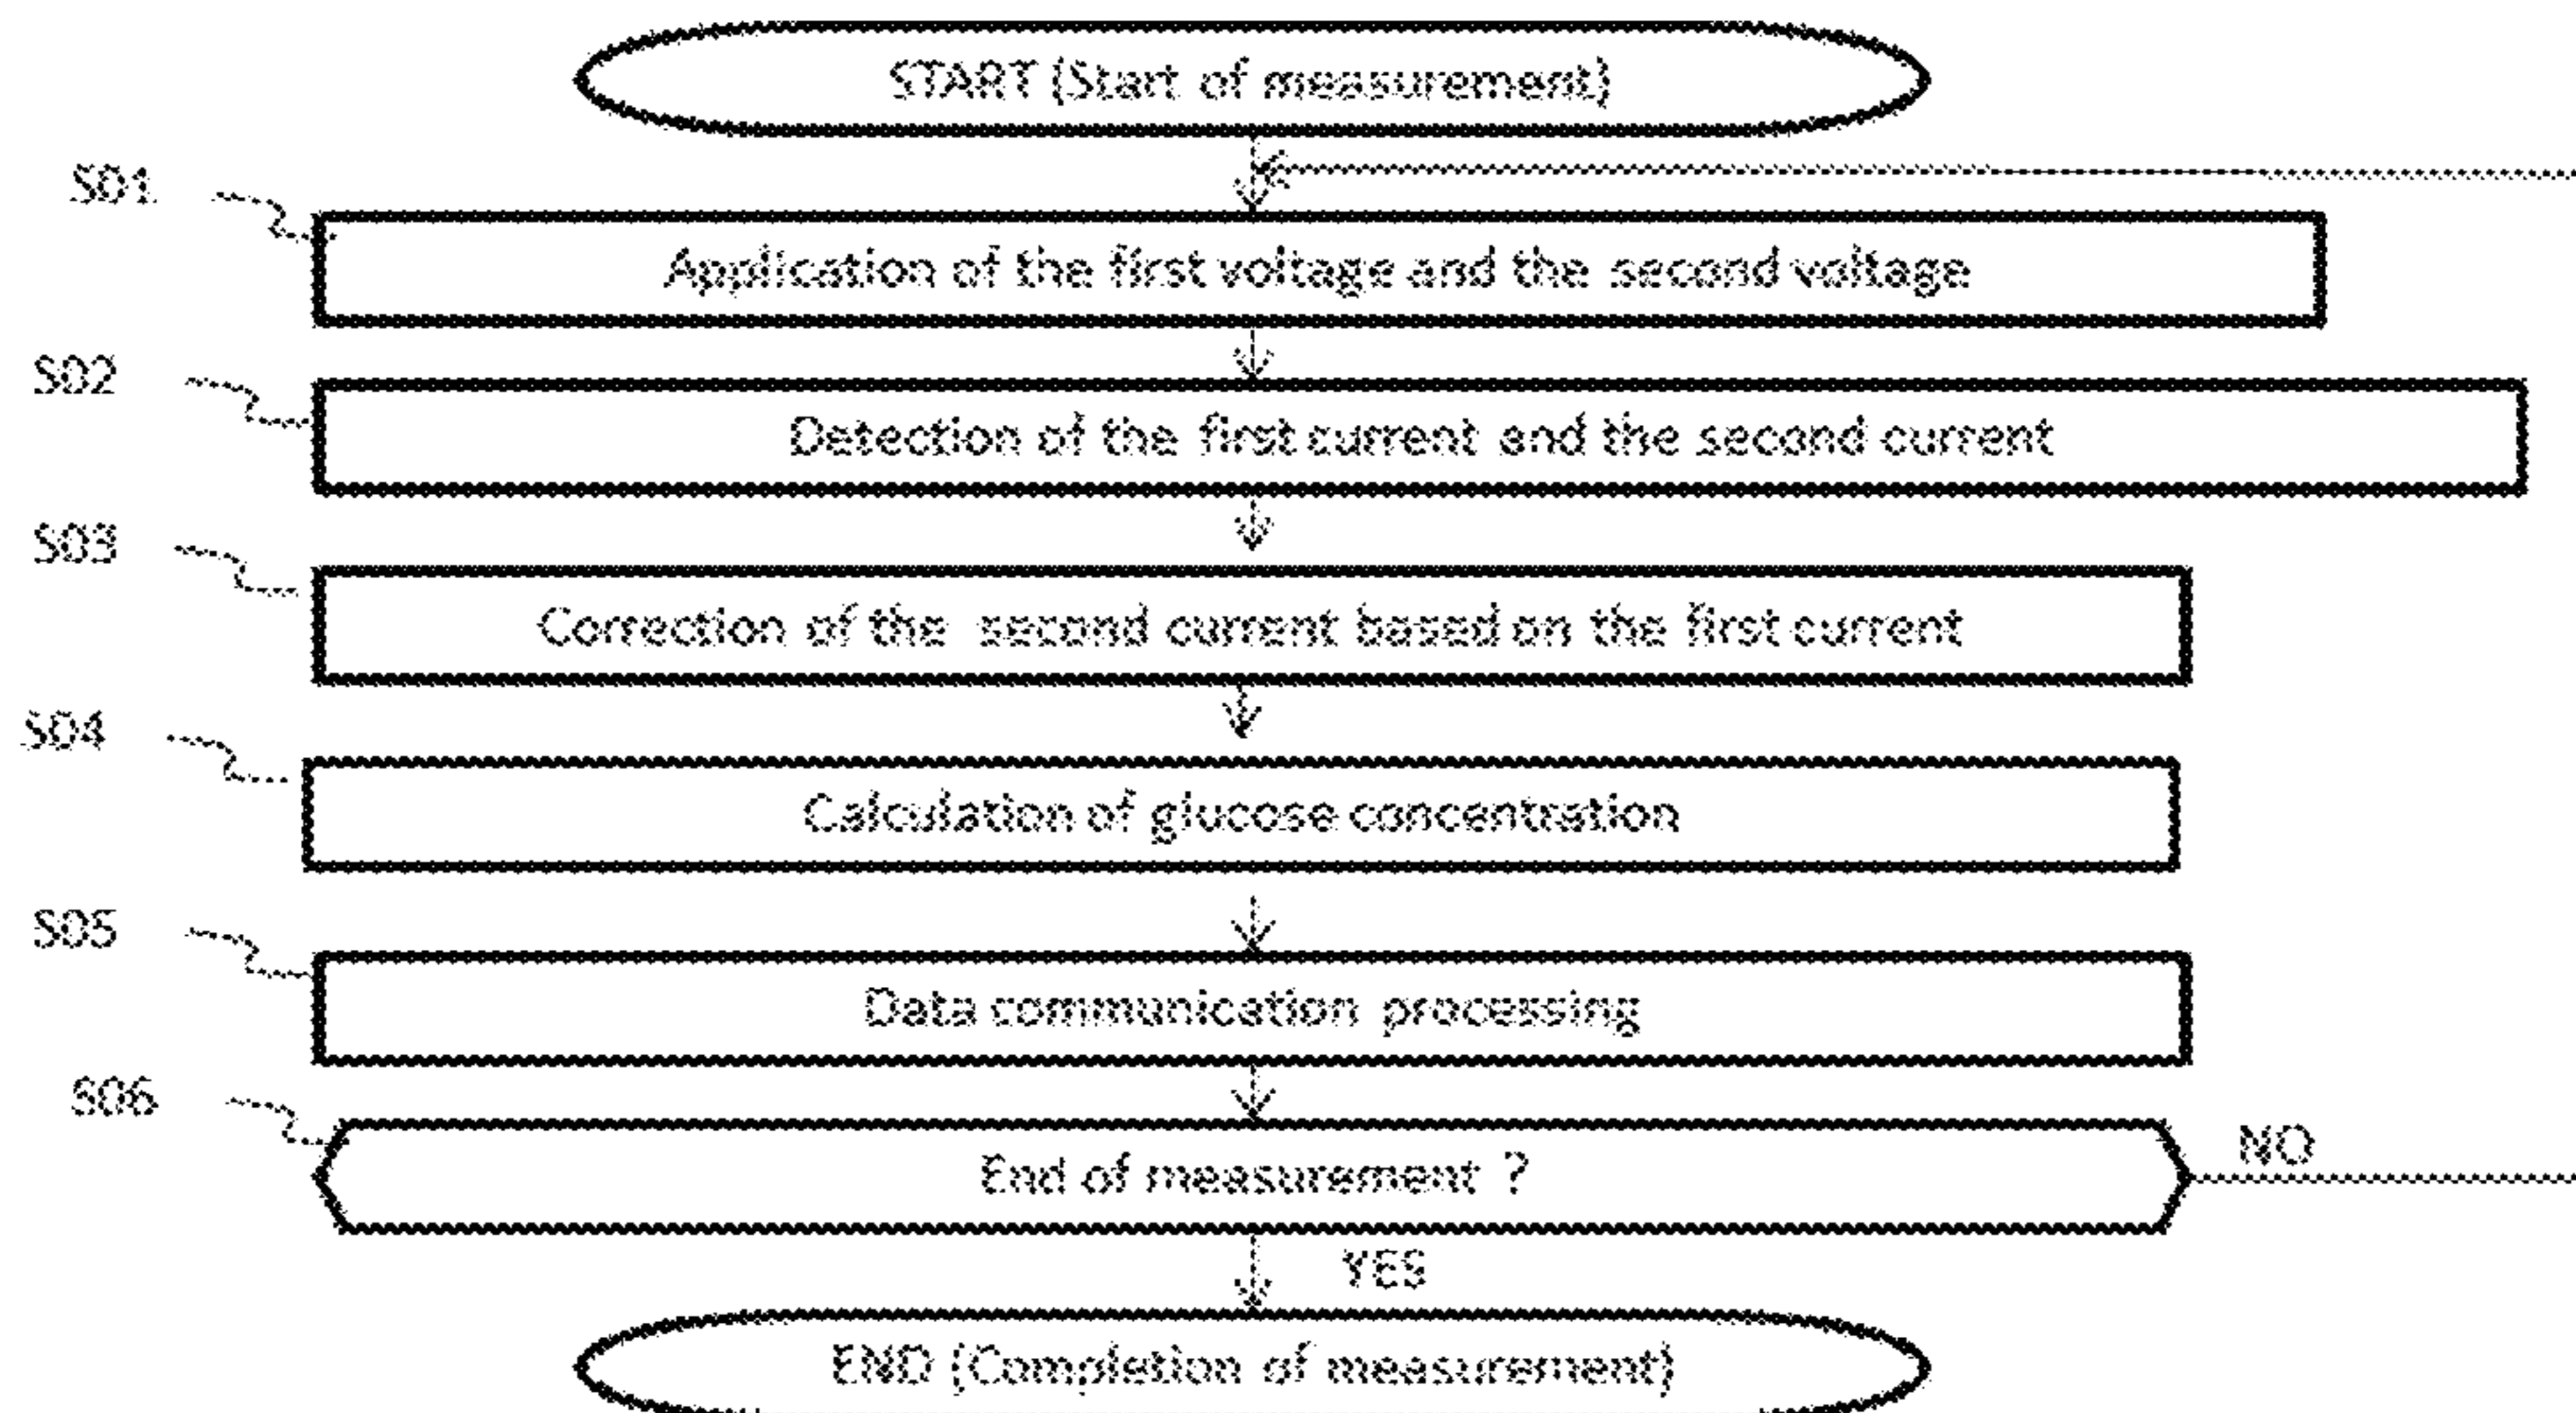 START (Start of measurement)
S01
Application of the first voltage and the second voltage
S02
Detection of the first current and the second current
S03
Correction of the second current based on the first current
S04
Calculation of glucose concentration
S05
Data communication processing
S06
End of measurement ?
NO
YES
END (Completion of measurement)